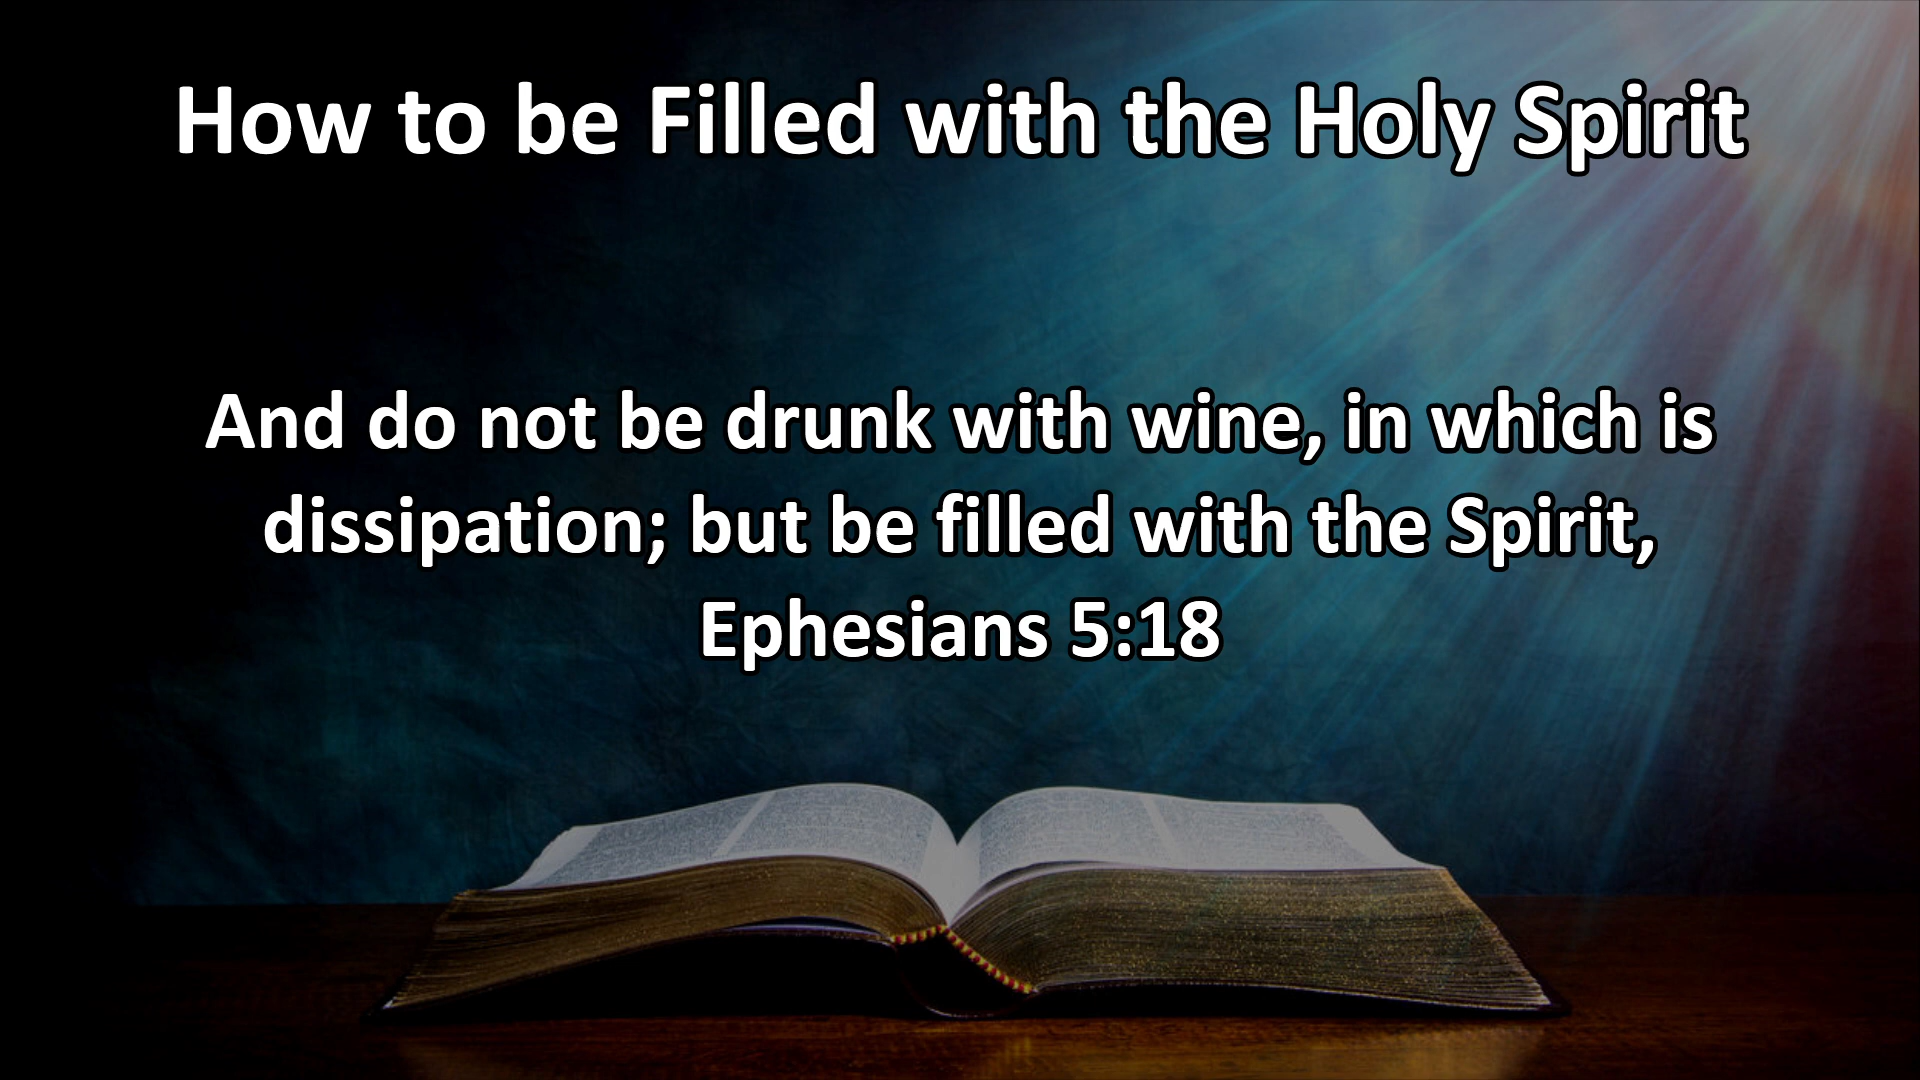 How to be Filled with the Holy Spirit
And do not be drunk with wine, in which is
dissipation; but be filled with the Spirit,
Ephesians 5:18